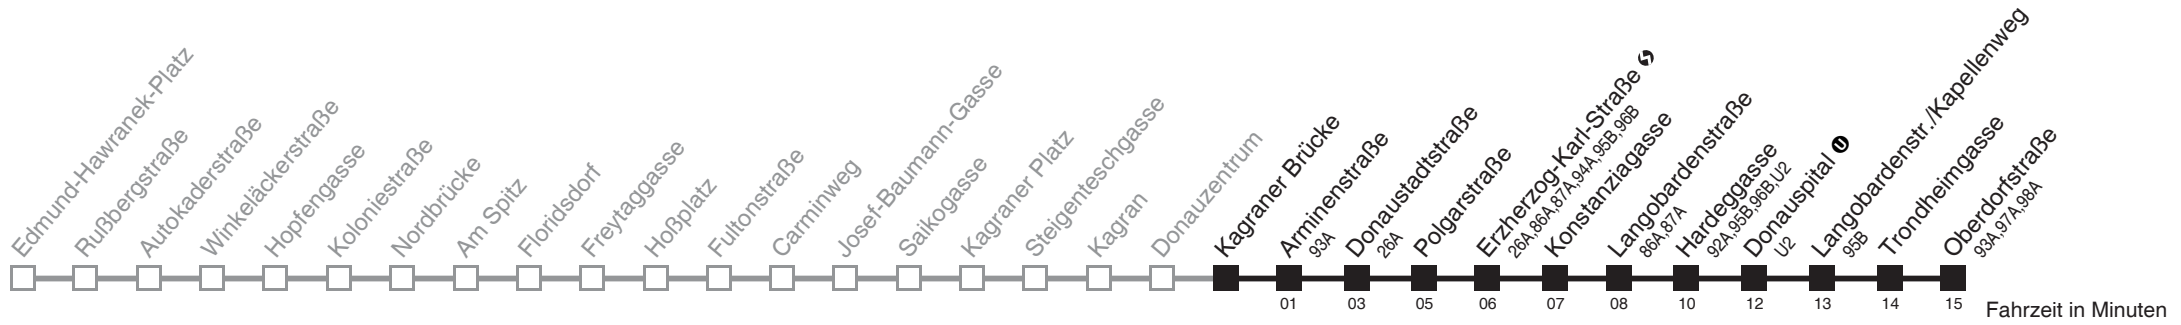 Edmund-Hawranek-Platz
Rußbergstraße
Autokaderstraße
Winkeläckerstraße
Hopfengasse
Koloniestraße
Nordbrücke
Am Spitz
Floridsdorf
Freytaggasse
Hoßplatz
Fultonstraße
Carminweg
Josef-Baumann-Gasse
Saikogasse
Kagraner Platz
Steigenteschgasse
Kagran
Donauzentrum
Kagraner Brücke
Arminenstraße
93A
Donaustadtstraße
26A
Polgarstraße
Erzherzog-Karl-Straße
26A,86A,87A,94A,95B,96B
Konstanziagasse
Langobardenstraße
86A,87A
Hardeggasse
92A,95B,96B,U2
Donauspital U
U2
Langobardenstr./Kapellenweg
95B
Trondheimgasse
Oberdorfstraße
93A,97A,98A
01 03 05 06 07 08 10 12 13 14 15 Fahrzeit in Minuten